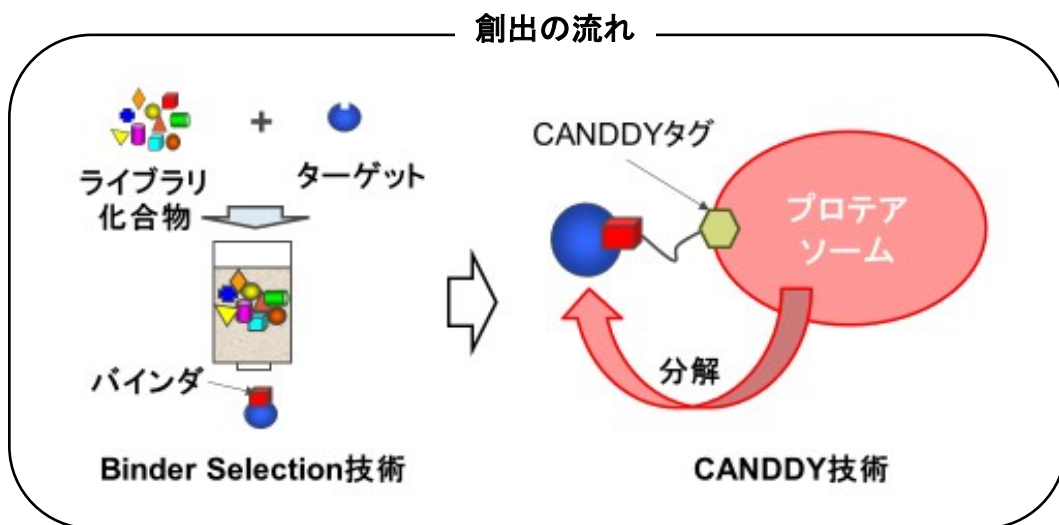 創出の流れ
+
ライブラリ
化合物
ターゲット
バインダ
Binder Selection技術
CANDDYタグ
プロテア
ソーム
分解
CANDDY技術